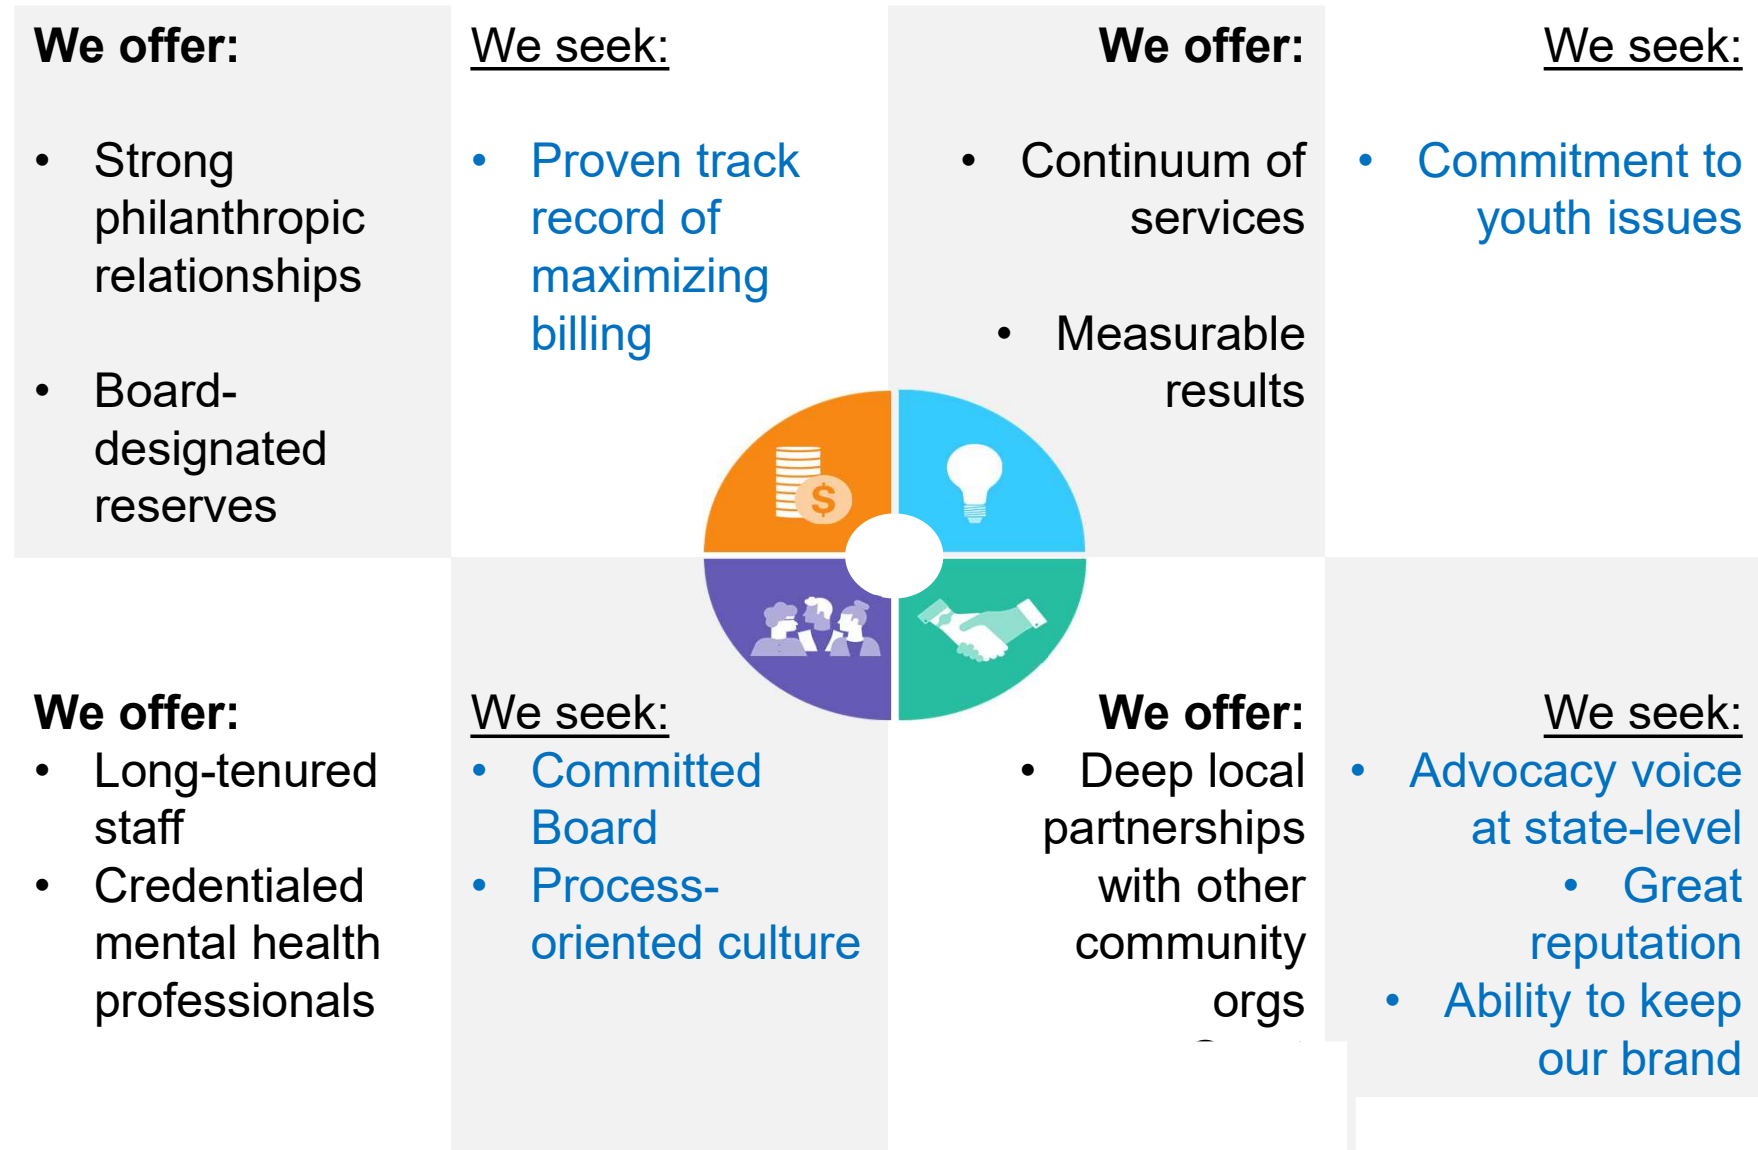 We offer:
• Strong
philanthropic
relationships
• Board-
designated
reserves
We seek:
• Proven track
record of
maximizing
billing
We offer:
• Continuum of
services
• Measurable
results
We seek:
• Commitment to
youth issues
$
We offer:
• Long-tenured
staff
• Credentialed
mental health
professionals
We seek:
• Committed
Board
• Process-
oriented culture
We offer:
• Deep local
partnerships
with other
community
orgs
We seek:
• Advocacy voice
at state-level
• Great
reputation
• Ability to keep
our brand